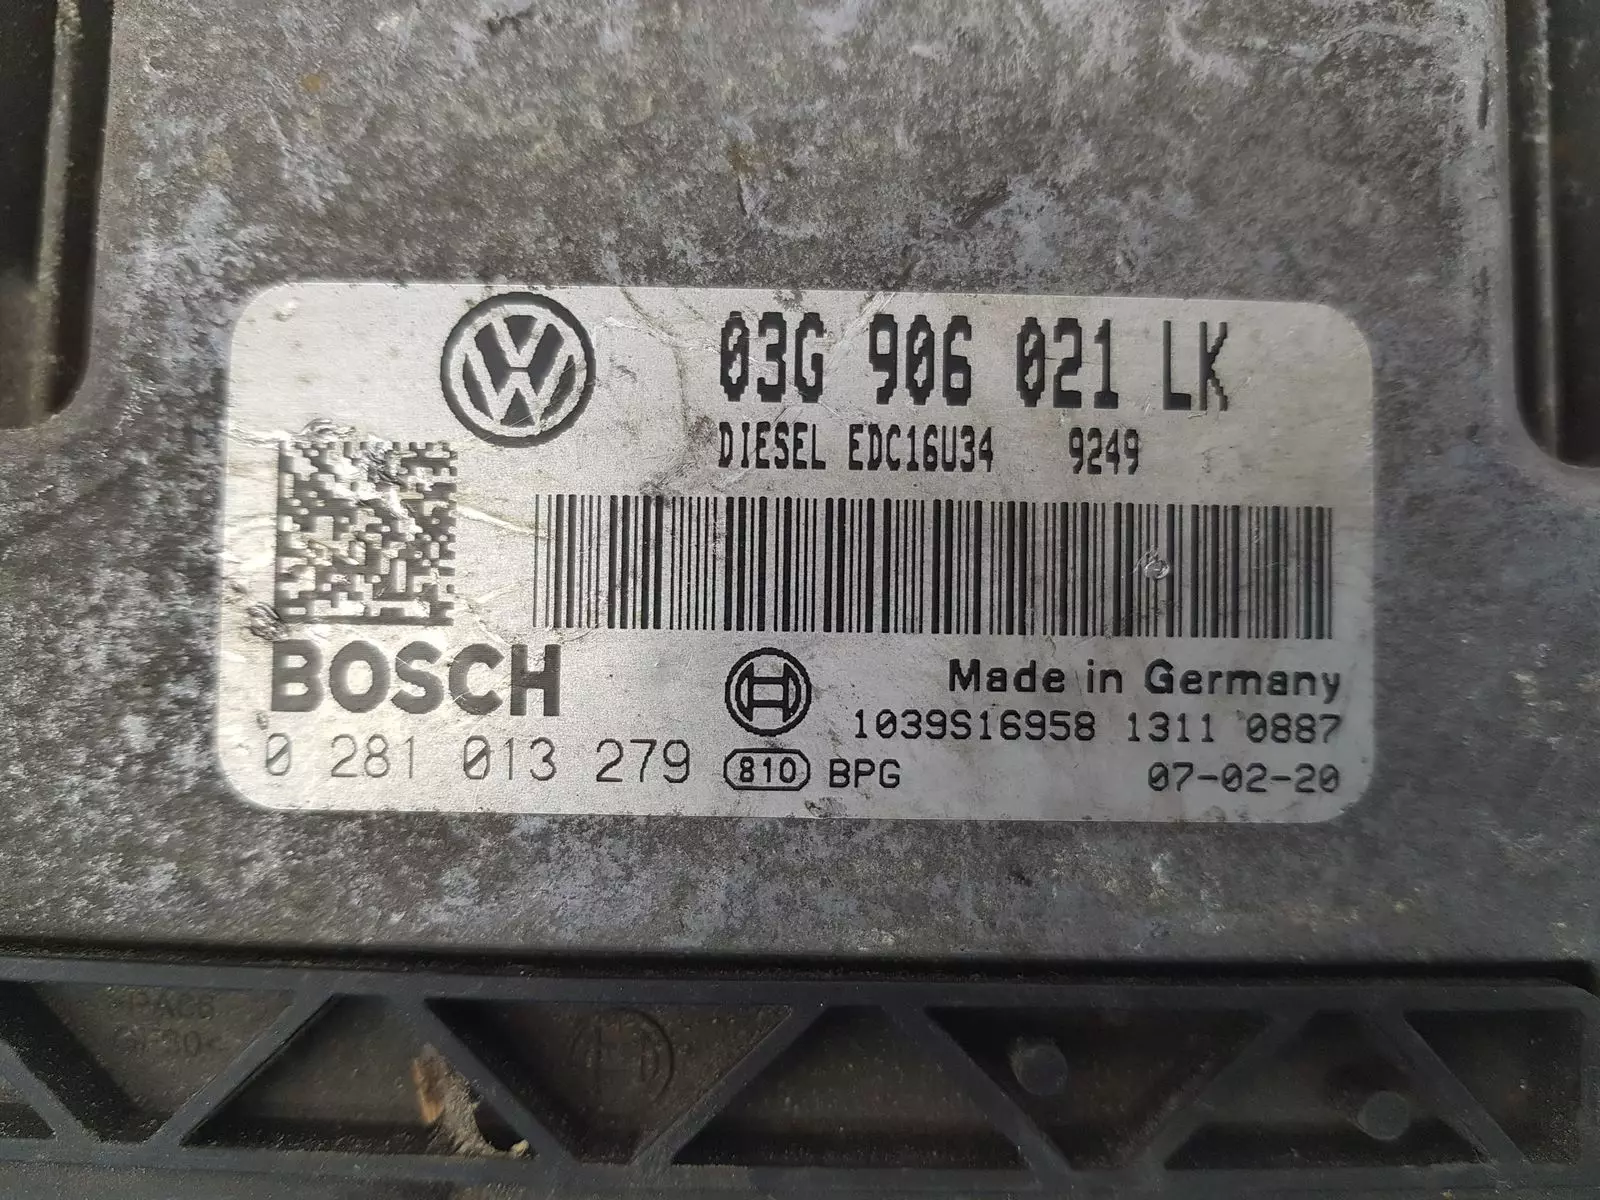 03G 906 021 LK
DIESEL EDC16U34 9249
BOSCH
Made in Germany
1039S16958 1311 0887
0 281 013 279 810 BPG 07-02-20